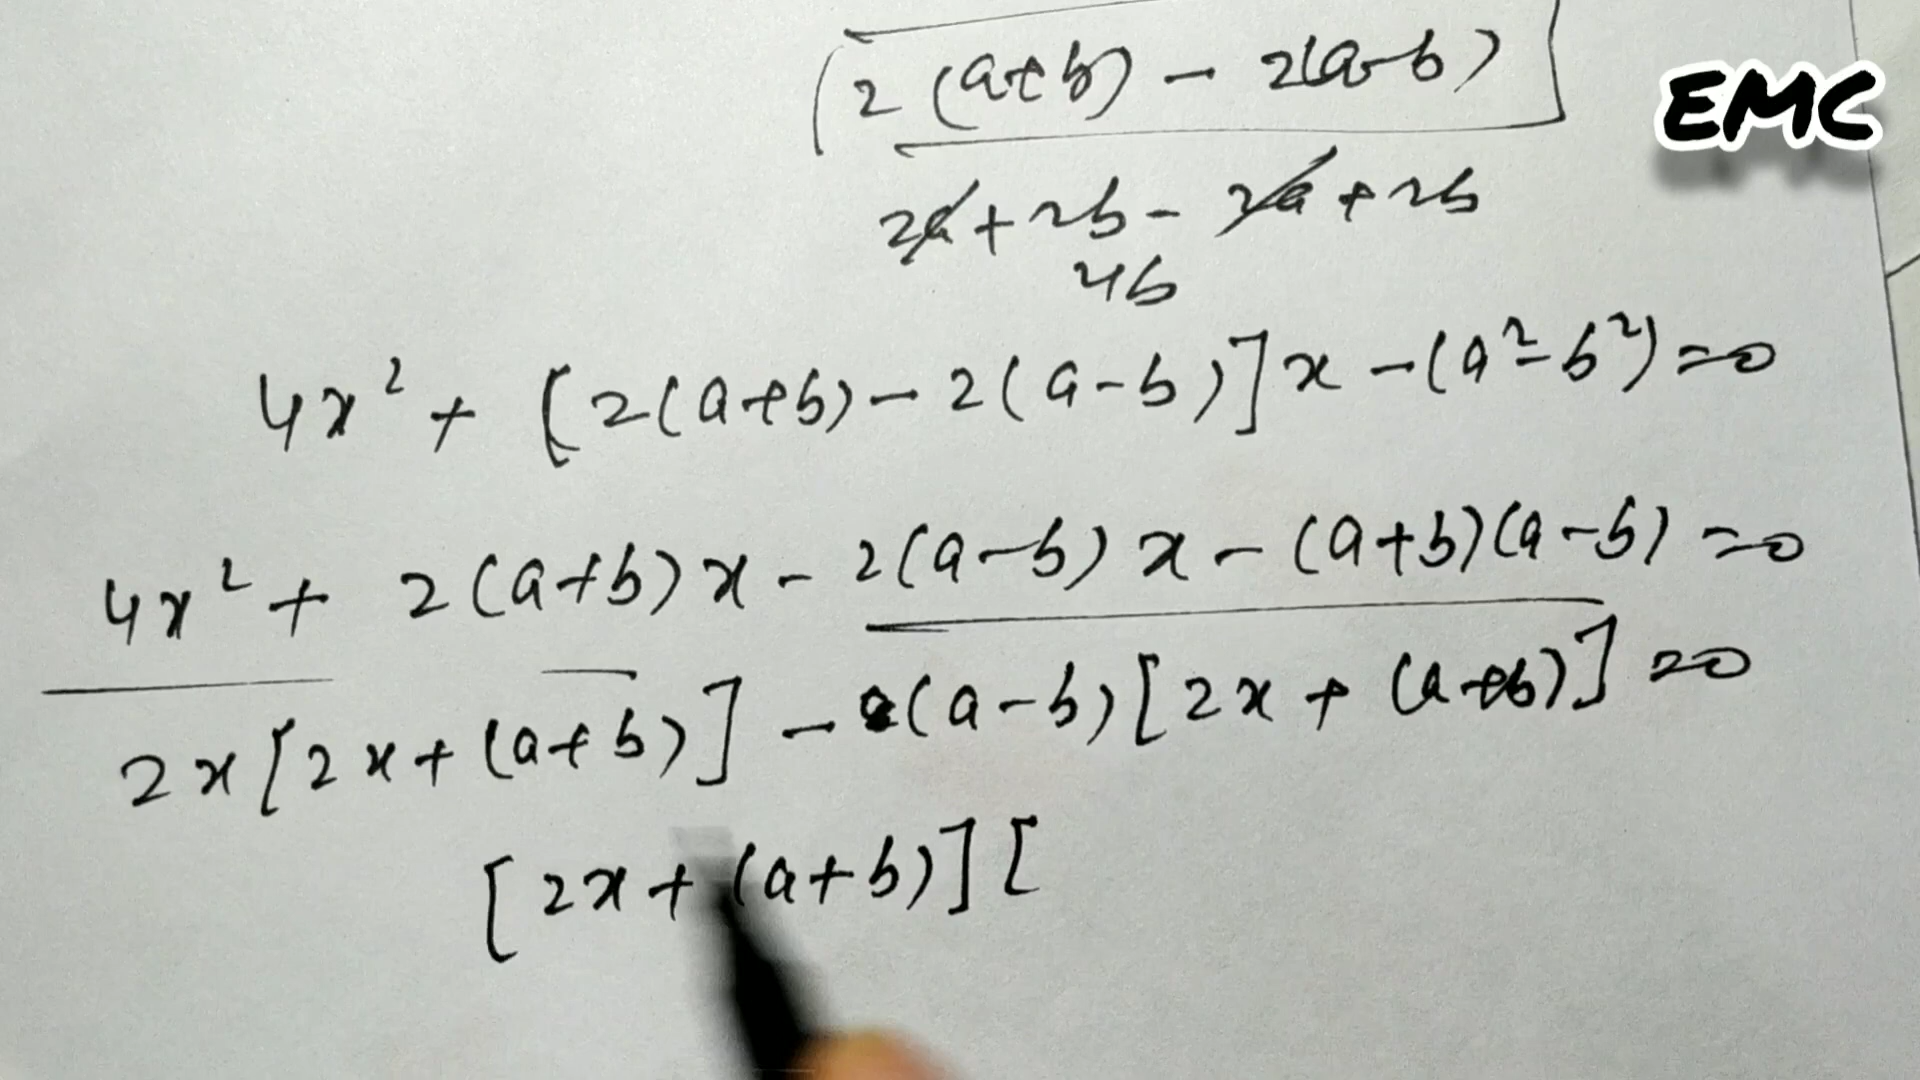 [2(a+b) - 2(a-b)]
EMC
2a + 2b - 2a + 2b
4b
4x² + [2(a+b) - 2(a-b)]x - (a² - b²) = 0
4x² + 2(a+b)x - 2(a-b)x - (a+b)(a-b) = 0
2x[2x + (a+b)] - (a-b)[2x + (a+b)] = 0
[2x + (a+b)][